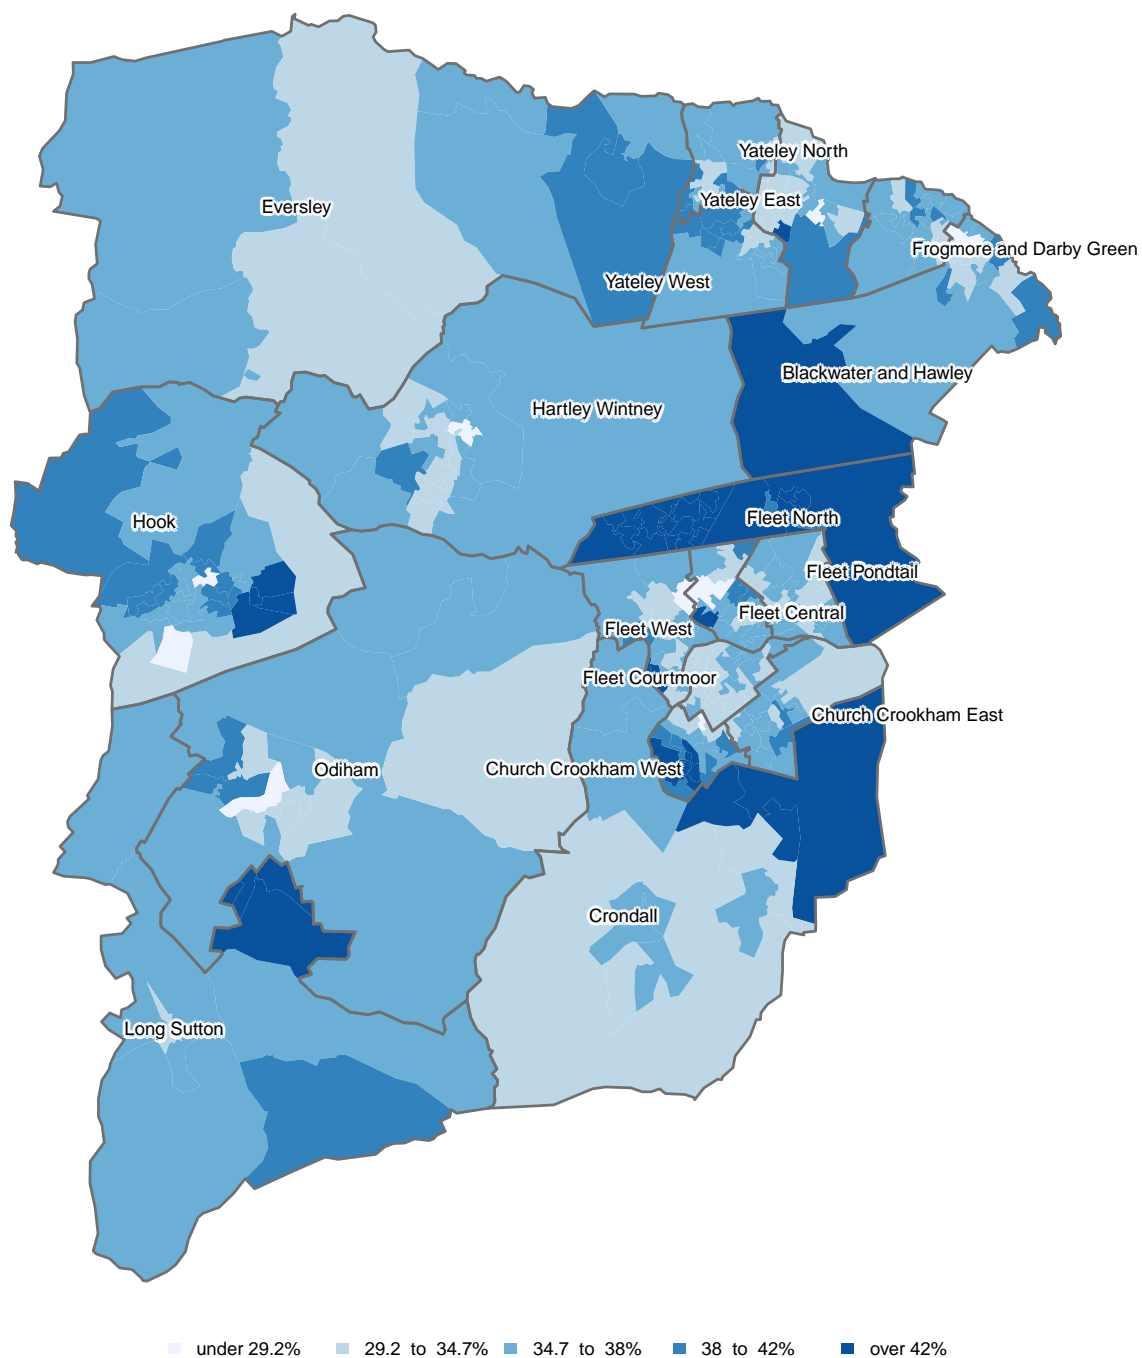 Yateley North
Yateley East
Eversley
Frogmore and Darby Green
Yateley West
Blackwater and Hawley
Hartley Wintney
Fleet North
Hook
Fleet Pondtail
Fleet Central
Fleet West
Fleet Courtmoor
Church Crookham East
Odiham
Church Crookham West
Crondall
Long Sutton
under 29.2% 29.2 to 34.7% 34.7 to 38% 38 to 42% over 42%